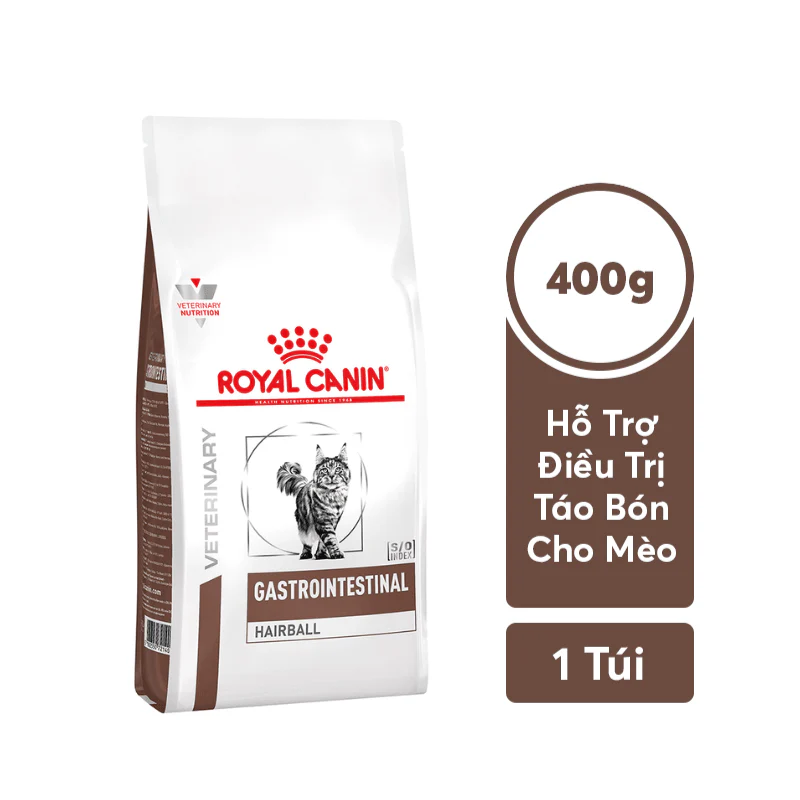 VETERINARY
NUTRITION
ROYAL CANIN®
HEALTH NUTRITION SINCE 1968
VETERINARY
S/O
INDEX
GASTROINTESTINAL
HAIRBALL
400g
Hỗ Trợ
Điều Trị
Táo Bón
Cho Mèo
1 Túi